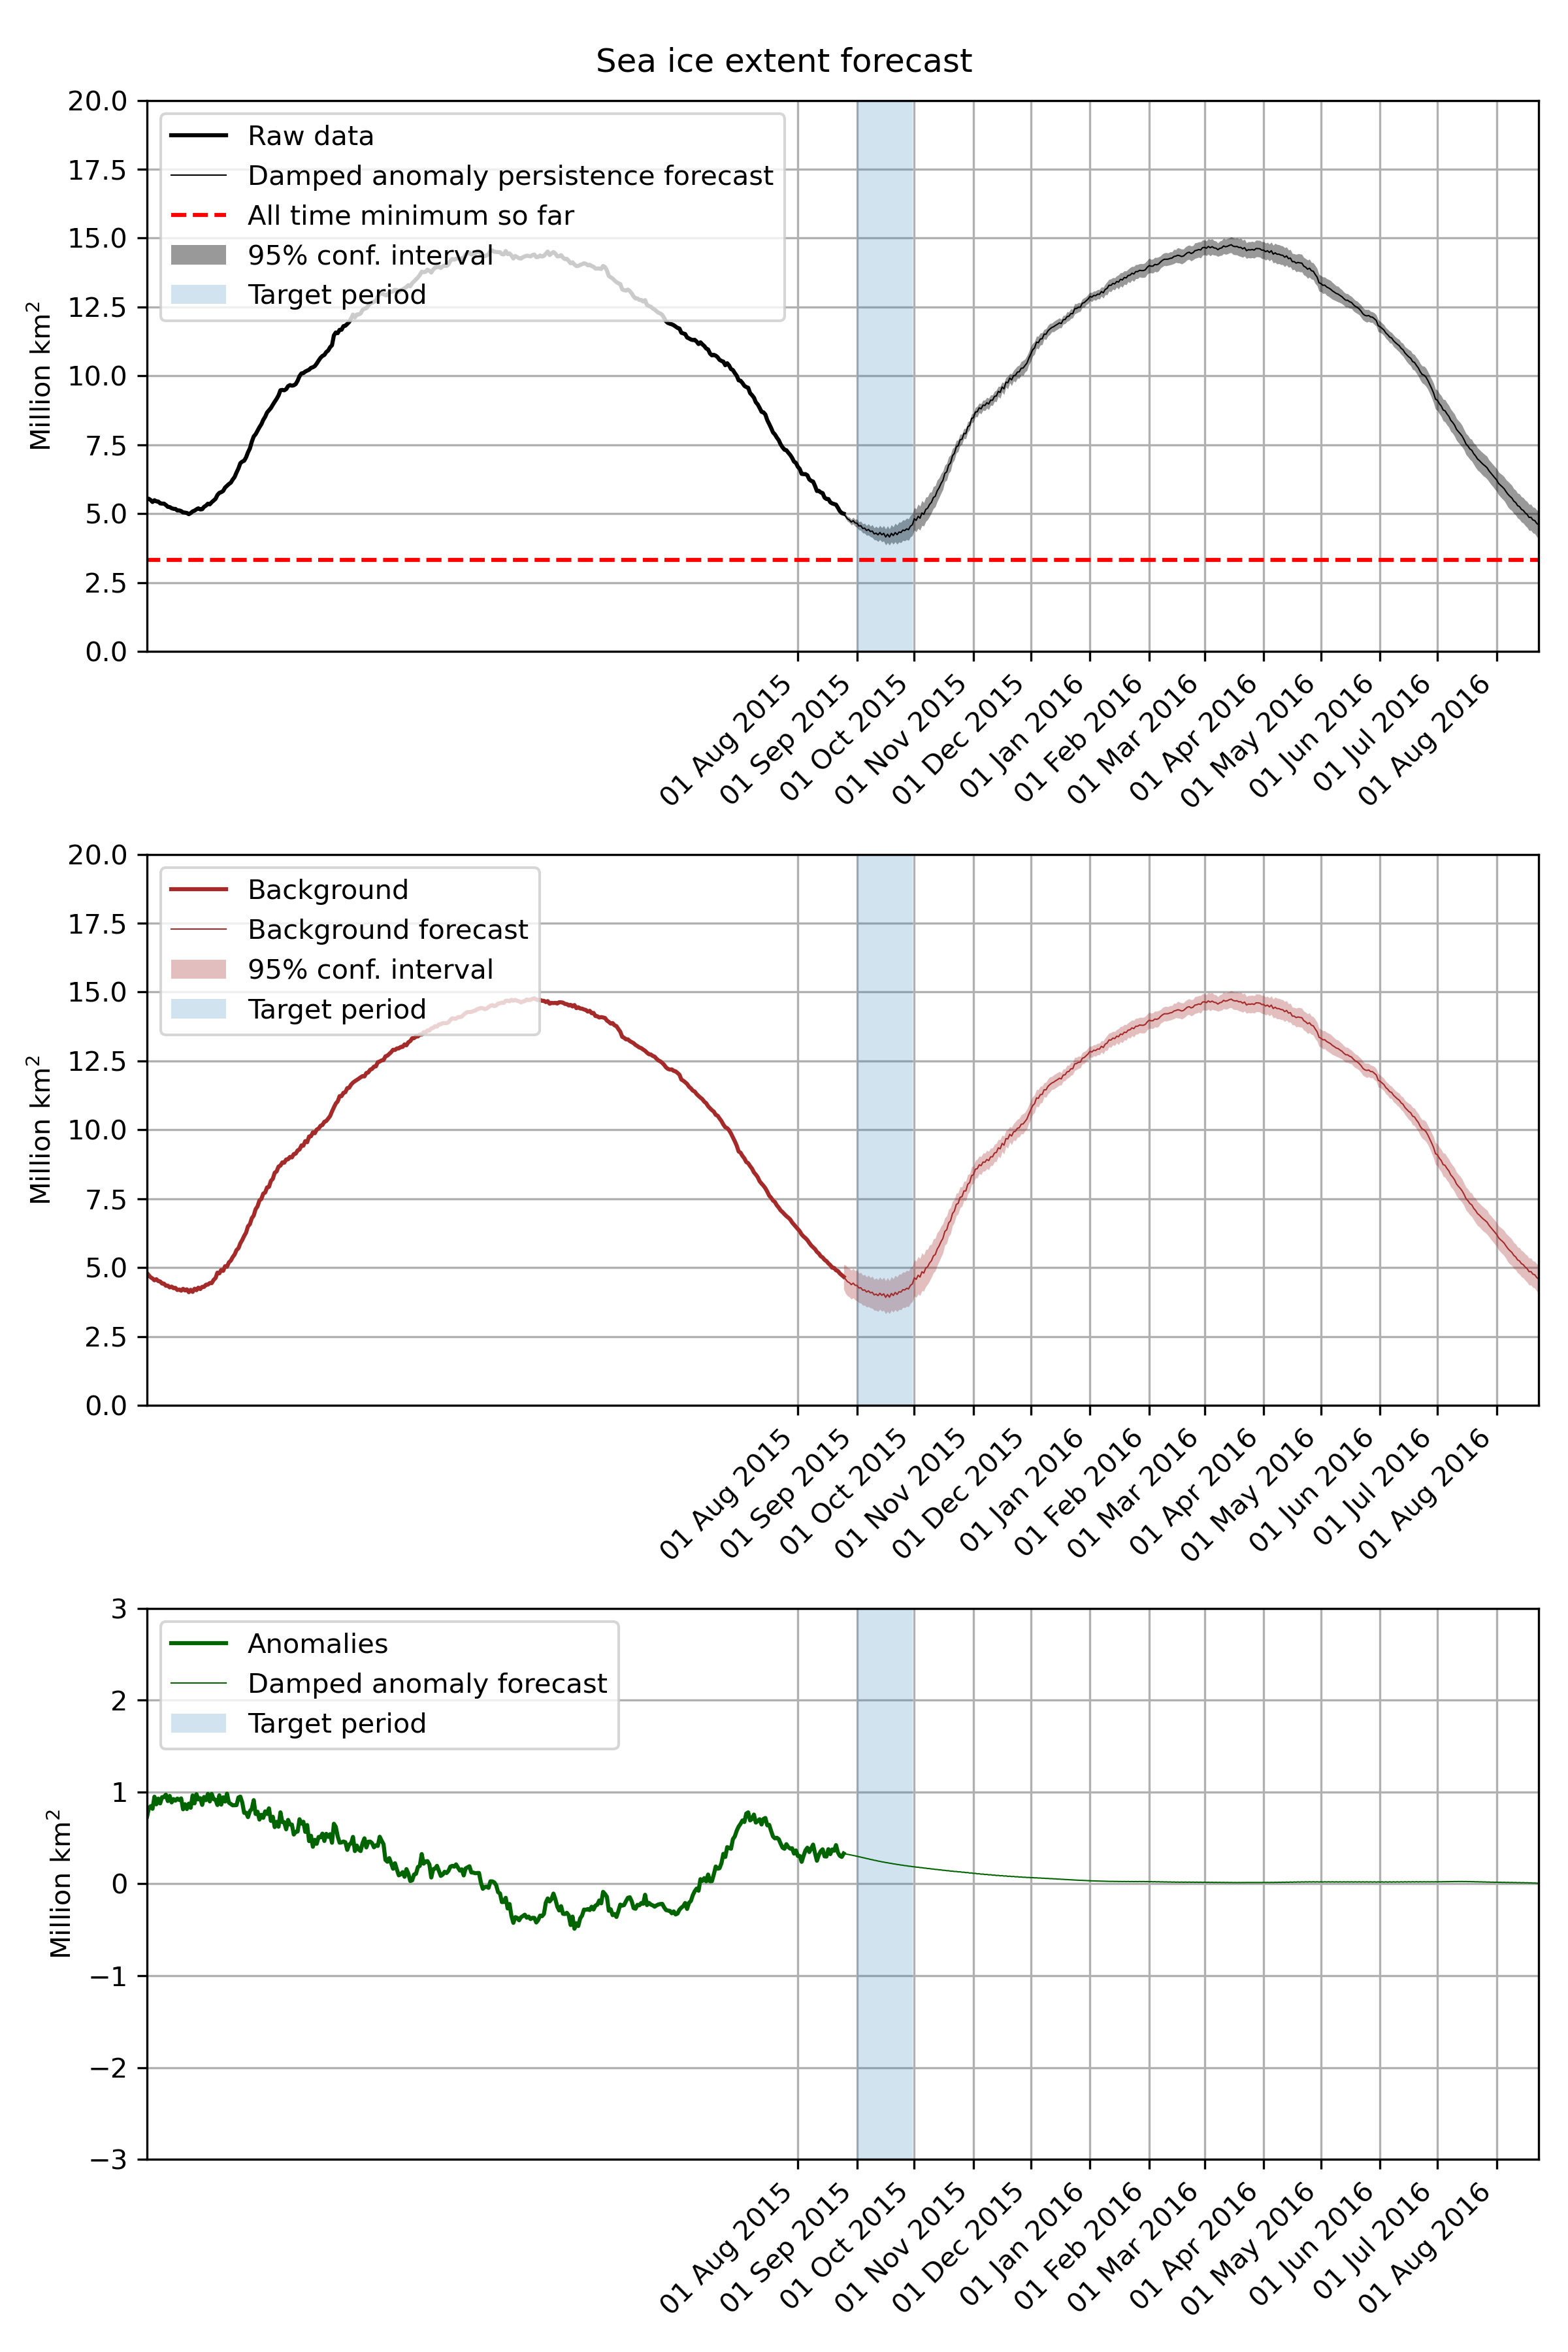 Sea ice extent forecast
20.0
17.5
15.0
12.5
10.0
7.5
5.0
2.5
0.0
Million km²
Raw data
Damped anomaly persistence forecast
All time minimum so far
95% conf. interval
Target period
01 Aug 2015
01 Sep 2015
01 Oct 2015
01 Nov 2015
01 Dec 2015
01 Jan 2016
01 Feb 2016
01 Mar 2016
01 Apr 2016
01 May 2016
01 Jun 2016
01 Jul 2016
01 Aug 2016
20.0
17.5
15.0
12.5
10.0
7.5
5.0
2.5
0.0
Million km²
Background
Background forecast
95% conf. interval
Target period
01 Aug 2015
01 Sep 2015
01 Oct 2015
01 Nov 2015
01 Dec 2015
01 Jan 2016
01 Feb 2016
01 Mar 2016
01 Apr 2016
01 May 2016
01 Jun 2016
01 Jul 2016
01 Aug 2016
3
2
1
0
−1
−2
−3
Million km²
Anomalies
Damped anomaly forecast
Target period
01 Aug 2015
01 Sep 2015
01 Oct 2015
01 Nov 2015
01 Dec 2015
01 Jan 2016
01 Feb 2016
01 Mar 2016
01 Apr 2016
01 May 2016
01 Jun 2016
01 Jul 2016
01 Aug 2016